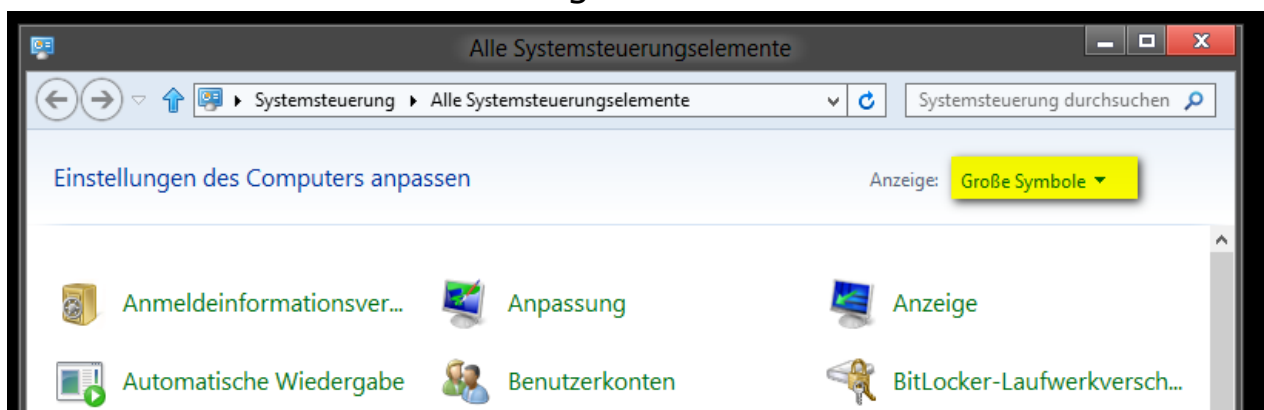 Alle Systemsteuerungselemente
Systemsteuerung Alle Systemsteuerungselemente Systemsteuerung durchsuchen
Einstellungen des Computers anpassen Anzeige: Große Symbole
Anmeldeinformationsver... Anpassung Anzeige
Automatische Wiedergabe Benutzerkonten BitLocker-Laufwerkversch...